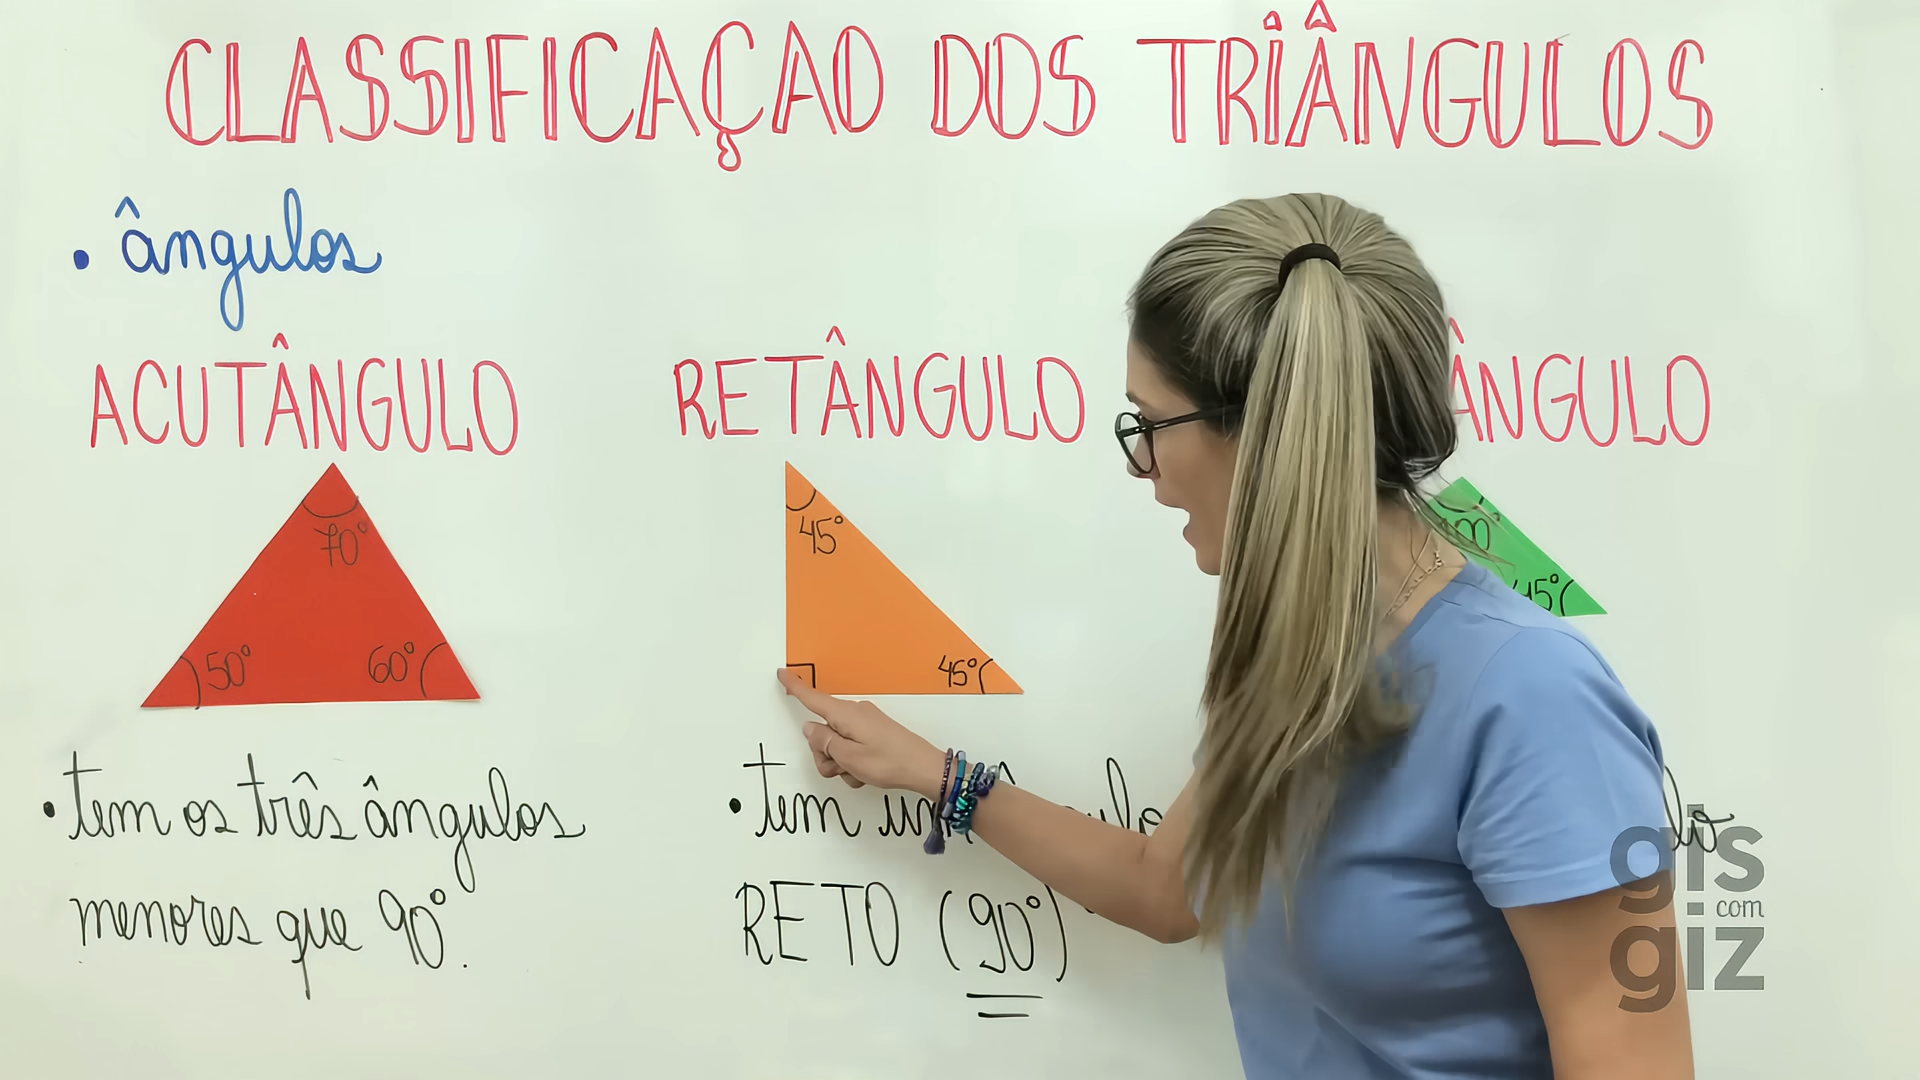 CLASSIFICAÇAO DOS TRIÂNGULOS
• ângulos
ACUTÂNGULO
70°
50°
60°
• tem os três ângulos
menores que 90°.
RETÂNGULO
45°
45°
• tem um
RETO (90°)
ÂNGULO
100
45°
gis
com
giz